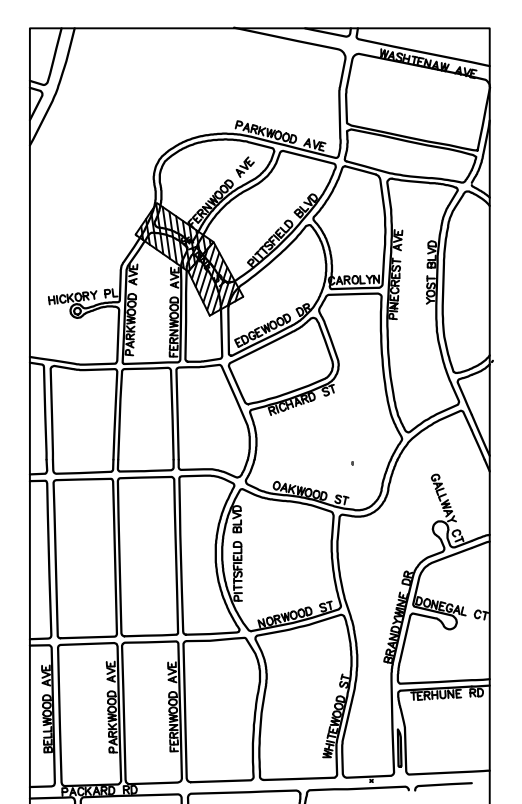 WASHTENAW AVE
PARKWOOD AVE
FERNWOOD AVE
PITTSFIELD BLVD
CAROLYN
PINECREST AVE
YOST BLVD
HICKORY PL
PARKWOOD AVE
FERNWOOD AVE
EDGEWOOD DR
RICHARD ST
OAKWOOD ST
GALLWAY CT
PITTSFIELD BLVD
NORWOOD ST
BRANDYWINE DR
DONEGAL CT
BELLWOOD AVE
PARKWOOD AVE
FERNWOOD AVE
WHITEWOOD ST
TERHUNE RD
PACKARD RD